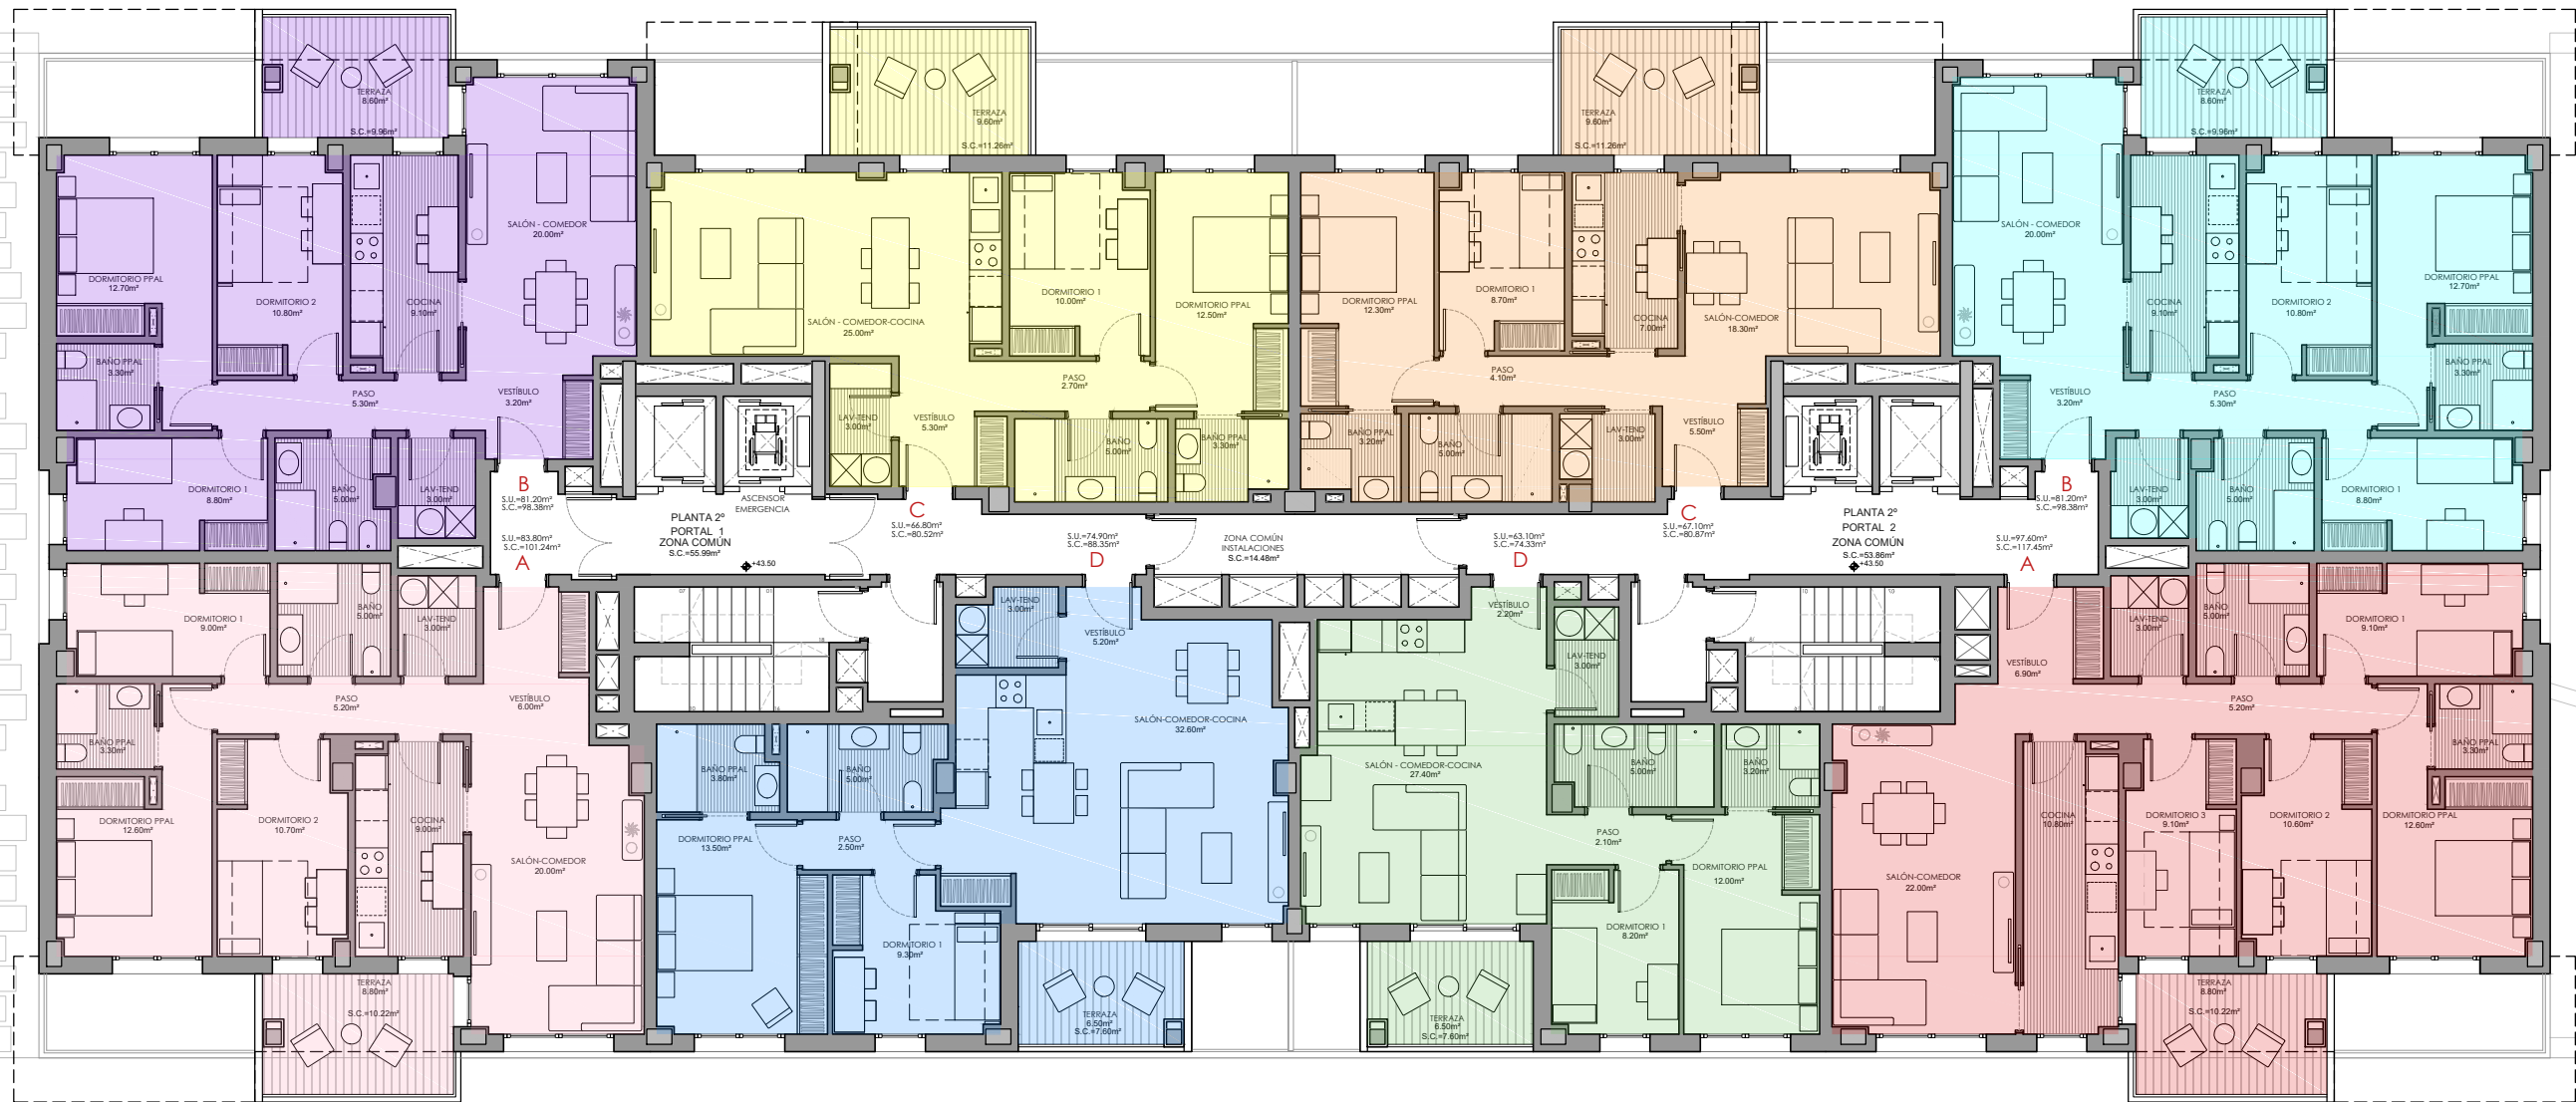 TERRAZA
8.60m²
S.C.=9.96m²
SALÓN - COMEDOR
20.00m²
DORMITORIO PPAL
12.70m²
DORMITORIO 2
10.80m²
COCINA
9.10m²
BAÑO PPAL
3.30m²
PASO
5.30m²
VESTÍBULO
3.20m²
DORMITORIO 1
8.80m²
BAÑO
5.00m²
LAV-TEND
3.00m²
B
S.U.=81.20m²
S.C.=98.38m²
TERRAZA
9.60m²
S.C.=11.26m²
SALÓN - COMEDOR-COCINA
25.00m²
DORMITORIO 1
10.00m²
DORMITORIO PPAL
12.50m²
PASO
2.70m²
LAV-TEND
3.00m²
VESTÍBULO
5.30m²
BAÑO
5.00m²
BAÑO PPAL
3.30m²
C
S.U.=66.80m²
S.C.=80.52m²
TERRAZA
9.60m²
S.C.=11.26m²
DORMITORIO PPAL
12.30m²
DORMITORIO 1
8.70m²
COCINA
7.00m²
SALÓN-COMEDOR
18.30m²
PASO
4.10m²
BAÑO PPAL
3.20m²
BAÑO
5.00m²
LAV-TEND
3.00m²
VESTÍBULO
5.50m²
C
S.U.=67.10m²
S.C.=80.87m²
TERRAZA
8.60m²
S.C.=9.96m²
SALÓN - COMEDOR
20.00m²
COCINA
9.10m²
DORMITORIO 2
10.80m²
DORMITORIO PPAL
12.70m²
BAÑO PPAL
3.30m²
VESTÍBULO
3.20m²
PASO
5.30m²
LAV-TEND
3.00m²
BAÑO
5.00m²
DORMITORIO 1
8.80m²
B
S.U.=81.20m²
S.C.=98.38m²
ASCENSOR
EMERGENCIA
PLANTA 2º
PORTAL 1
ZONA COMÚN
S.C.=55.99m²
+43.50
ZONA COMÚN
INSTALACIONES
S.C.=14.48m²
PLANTA 2º
PORTAL 2
ZONA COMÚN
S.C.=53.86m²
+43.50
S.U.=83.80m²
S.C.=101.24m²
A
DORMITORIO 1
9.00m²
BAÑO
5.00m²
LAV-TEND
3.00m²
PASO
5.20m²
VESTÍBULO
6.00m²
BAÑO PPAL
3.30m²
DORMITORIO PPAL
12.60m²
DORMITORIO 2
10.70m²
COCINA
9.00m²
SALÓN-COMEDOR
20.00m²
TERRAZA
8.80m²
S.C.=10.22m²
S.U.=74.90m²
S.C.=88.35m²
D
LAV-TEND
3.00m²
VESTÍBULO
5.20m²
SALÓN-COMEDOR-COCINA
32.60m²
BAÑO PPAL
3.80m²
BAÑO
5.00m²
DORMITORIO PPAL
13.50m²
PASO
2.50m²
DORMITORIO 1
9.30m²
TERRAZA
6.50m²
S.C.=7.60m²
S.U.=63.10m²
S.C.=74.33m²
D
VESTÍBULO
2.20m²
LAV-TEND
3.00m²
SALÓN - COMEDOR-COCINA
27.40m²
BAÑO
5.00m²
BAÑO
3.20m²
PASO
2.10m²
DORMITORIO PPAL
12.00m²
DORMITORIO 1
8.20m²
TERRAZA
6.50m²
S.C.=7.60m²
S.U.=97.60m²
S.C.=117.45m²
A
LAV-TEND
3.00m²
BAÑO
5.00m²
DORMITORIO 1
9.10m²
VESTÍBULO
6.90m²
PASO
5.20m²
BAÑO PPAL
3.30m²
COCINA
10.80m²
DORMITORIO 3
9.10m²
DORMITORIO 2
10.60m²
DORMITORIO PPAL
12.60m²
SALÓN-COMEDOR
22.00m²
TERRAZA
8.80m²
S.C.=10.22m²